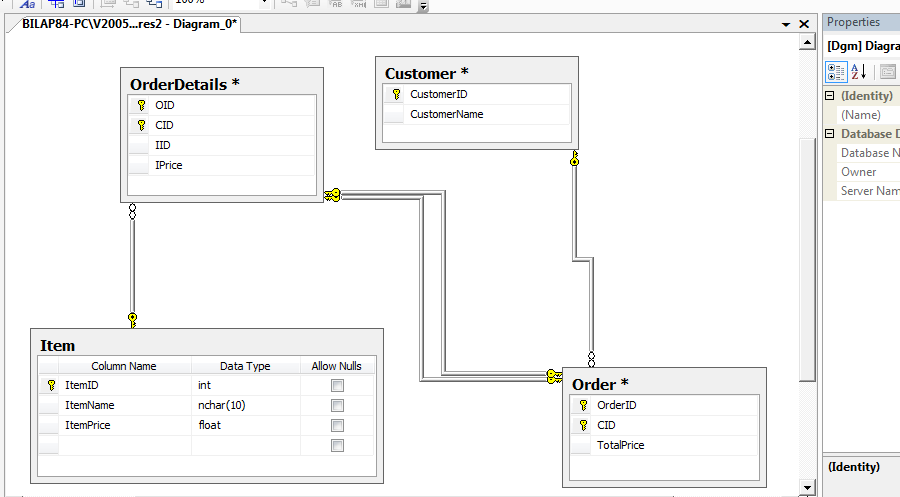 100%
BILAP84-PC\V2005...res2 - Diagram_0*
Properties
[Dgm] Diagra
(Identity)
(Name)
Database D
Database N
Owner
Server Nam
OrderDetails *
OID
CID
IID
IPrice
Customer *
CustomerID
CustomerName
Item
Column Name Data Type Allow Nulls
ItemID int
ItemName nchar(10)
ItemPrice float
Order *
OrderID
CID
TotalPrice
(Identity)